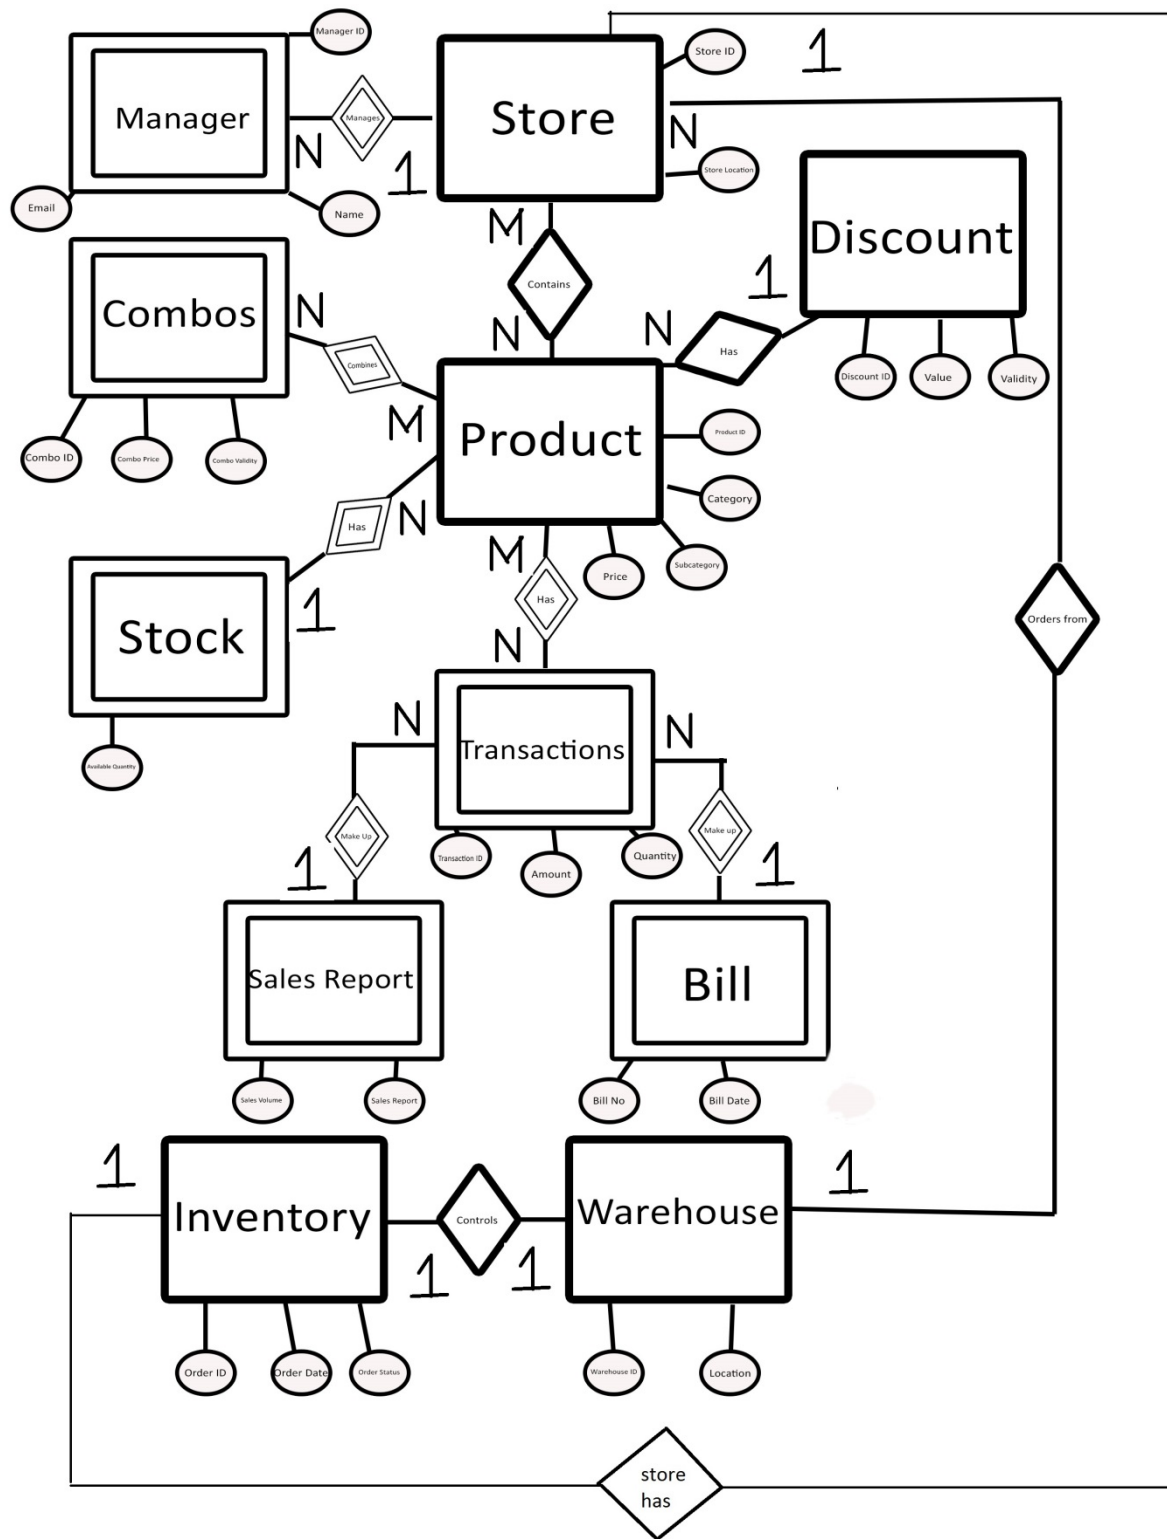 Manager ID
Store ID
1
Manager
Manages
Store
N
1
N
Store Location
Email
Name
M
Discount
Combos
N
Contains
1
N
N
Has
Combines
Discount ID
Value
Validity
M
Product
Product ID
Combo ID
Combo Price
Combo Validity
Category
Has
N
M
Subcategory
Price
Has
1
Stock
N
Orders from
N
N
Transactions
Available Quantity
Make Up
Make up
Transaction ID
Amount
Quantity
1
1
Sales Report
Bill
Sales Volume
Sales Report
Bill No
Bill Date
1
1
Inventory
Controls
Warehouse
1
1
Order ID
Order Date
Order Status
Warehouse ID
Location
store
has